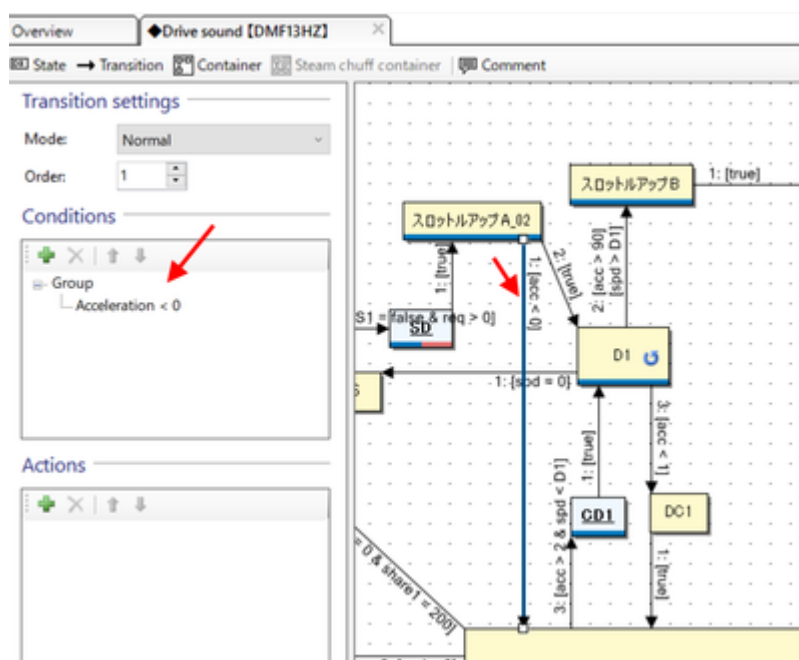 Overview
◆Drive sound【DMF13HZ】
State
Transition
Container
Steam chuff container
Comment
Transition settings
Mode:
Normal
Order:
1
Conditions
Group
Acceleration < 0
Actions
スロットルアップA_02
スロットルアップB
1: [true]
1: [true]
1: [acc < 0]
2: [true]
2: [acc > 90]
[spd > D1]
S1 = false & req > 0]
SD
D1
S
1: [spd = 0]
1: [true]
3: [acc < 1]
3: [acc > 2 & spd < D1]
CD1
DC1
1: [true]
= 0 & share1 = 200]